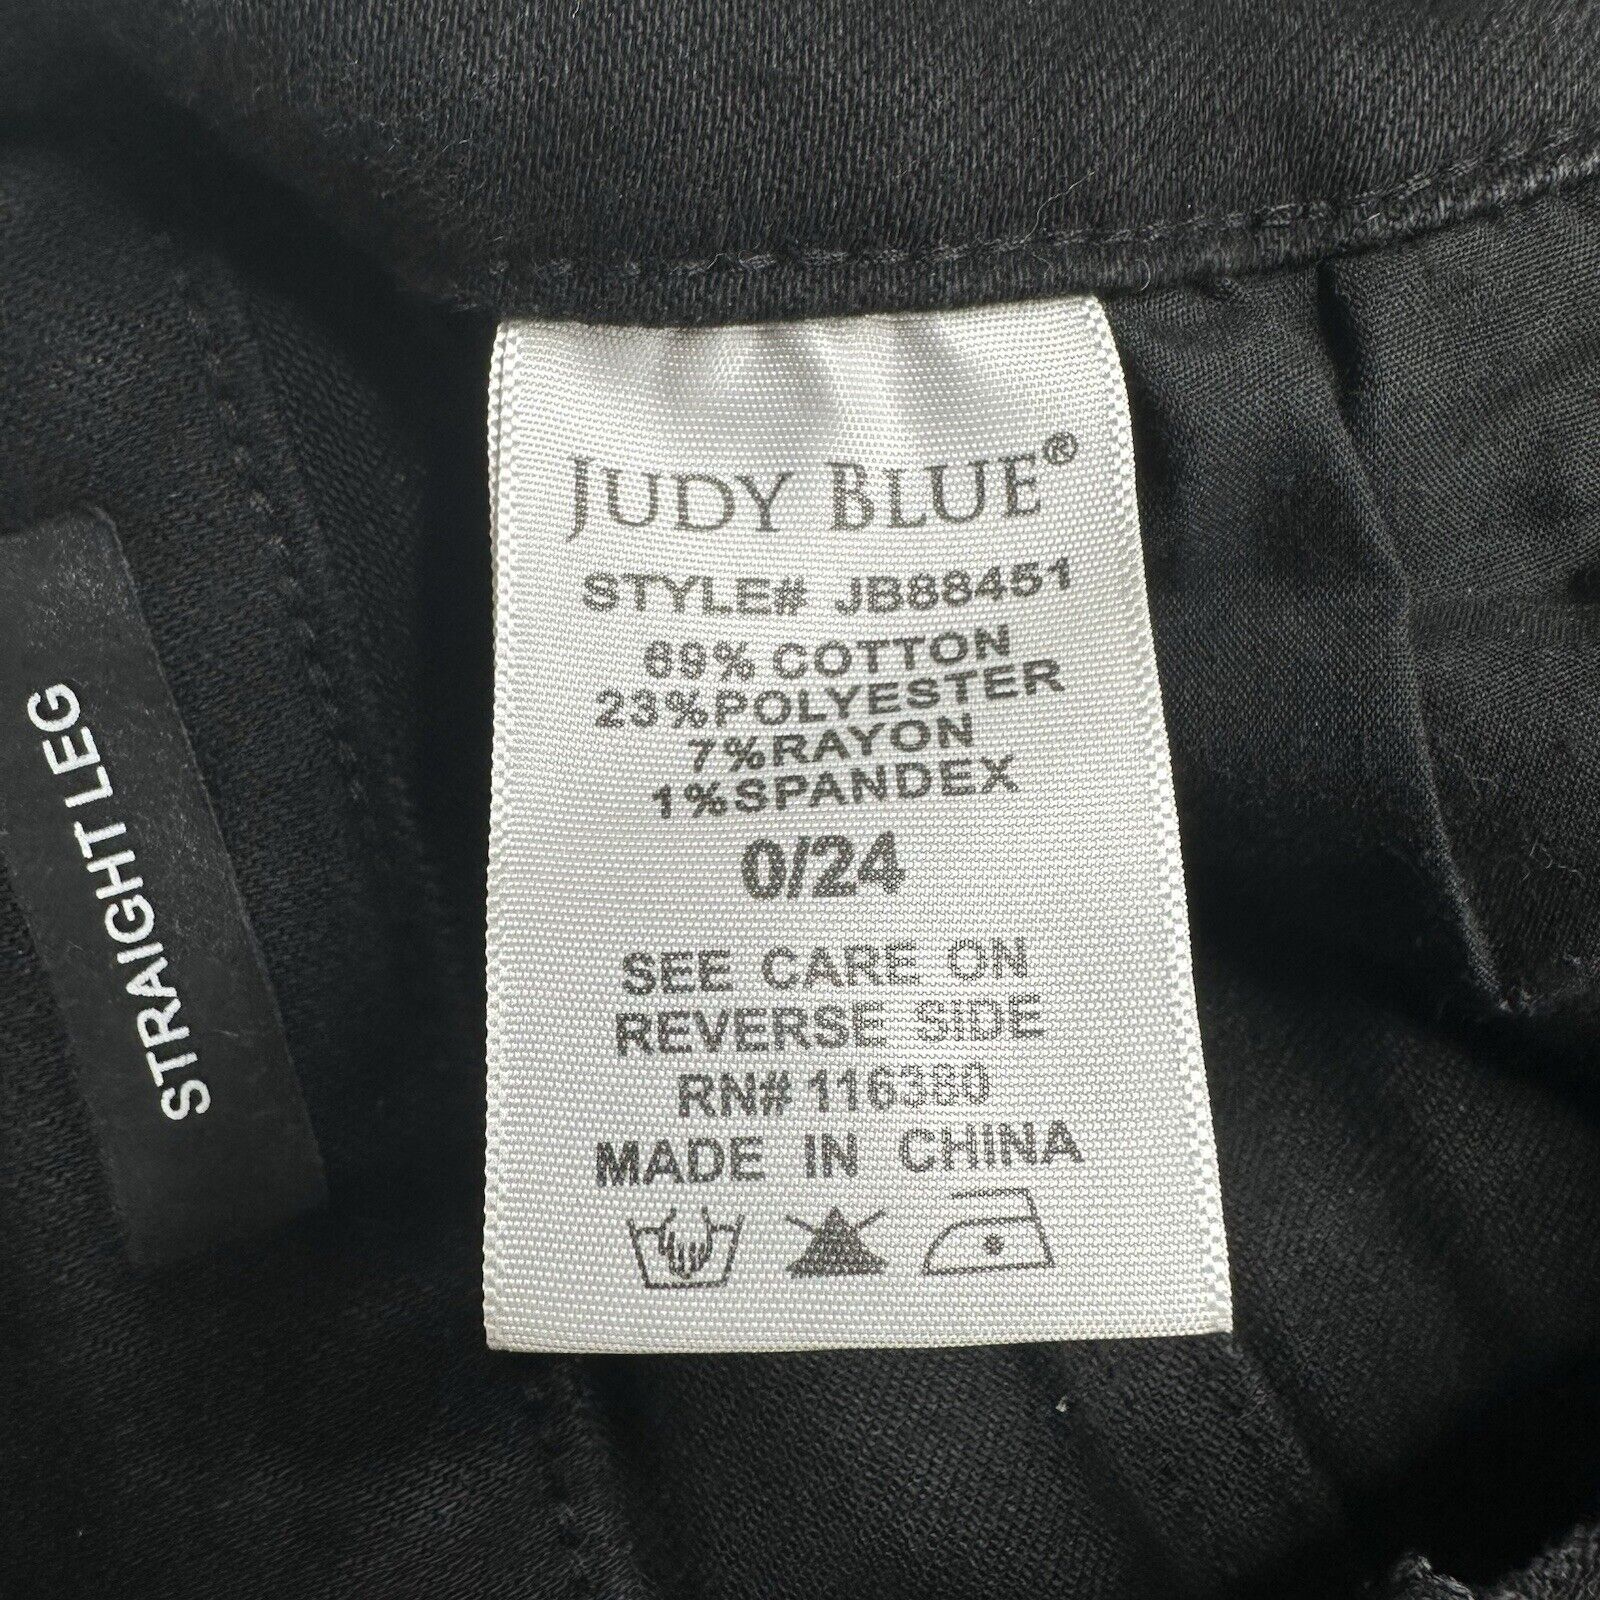 JUDY BLUE®
STYLE# JB88451
69% COTTON
23%POLYESTER
7%RAYON
1%SPANDEX
0/24
SEE CARE ON
REVERSE SIDE
RN# 116380
MADE IN CHINA
STRAIGHT LEG